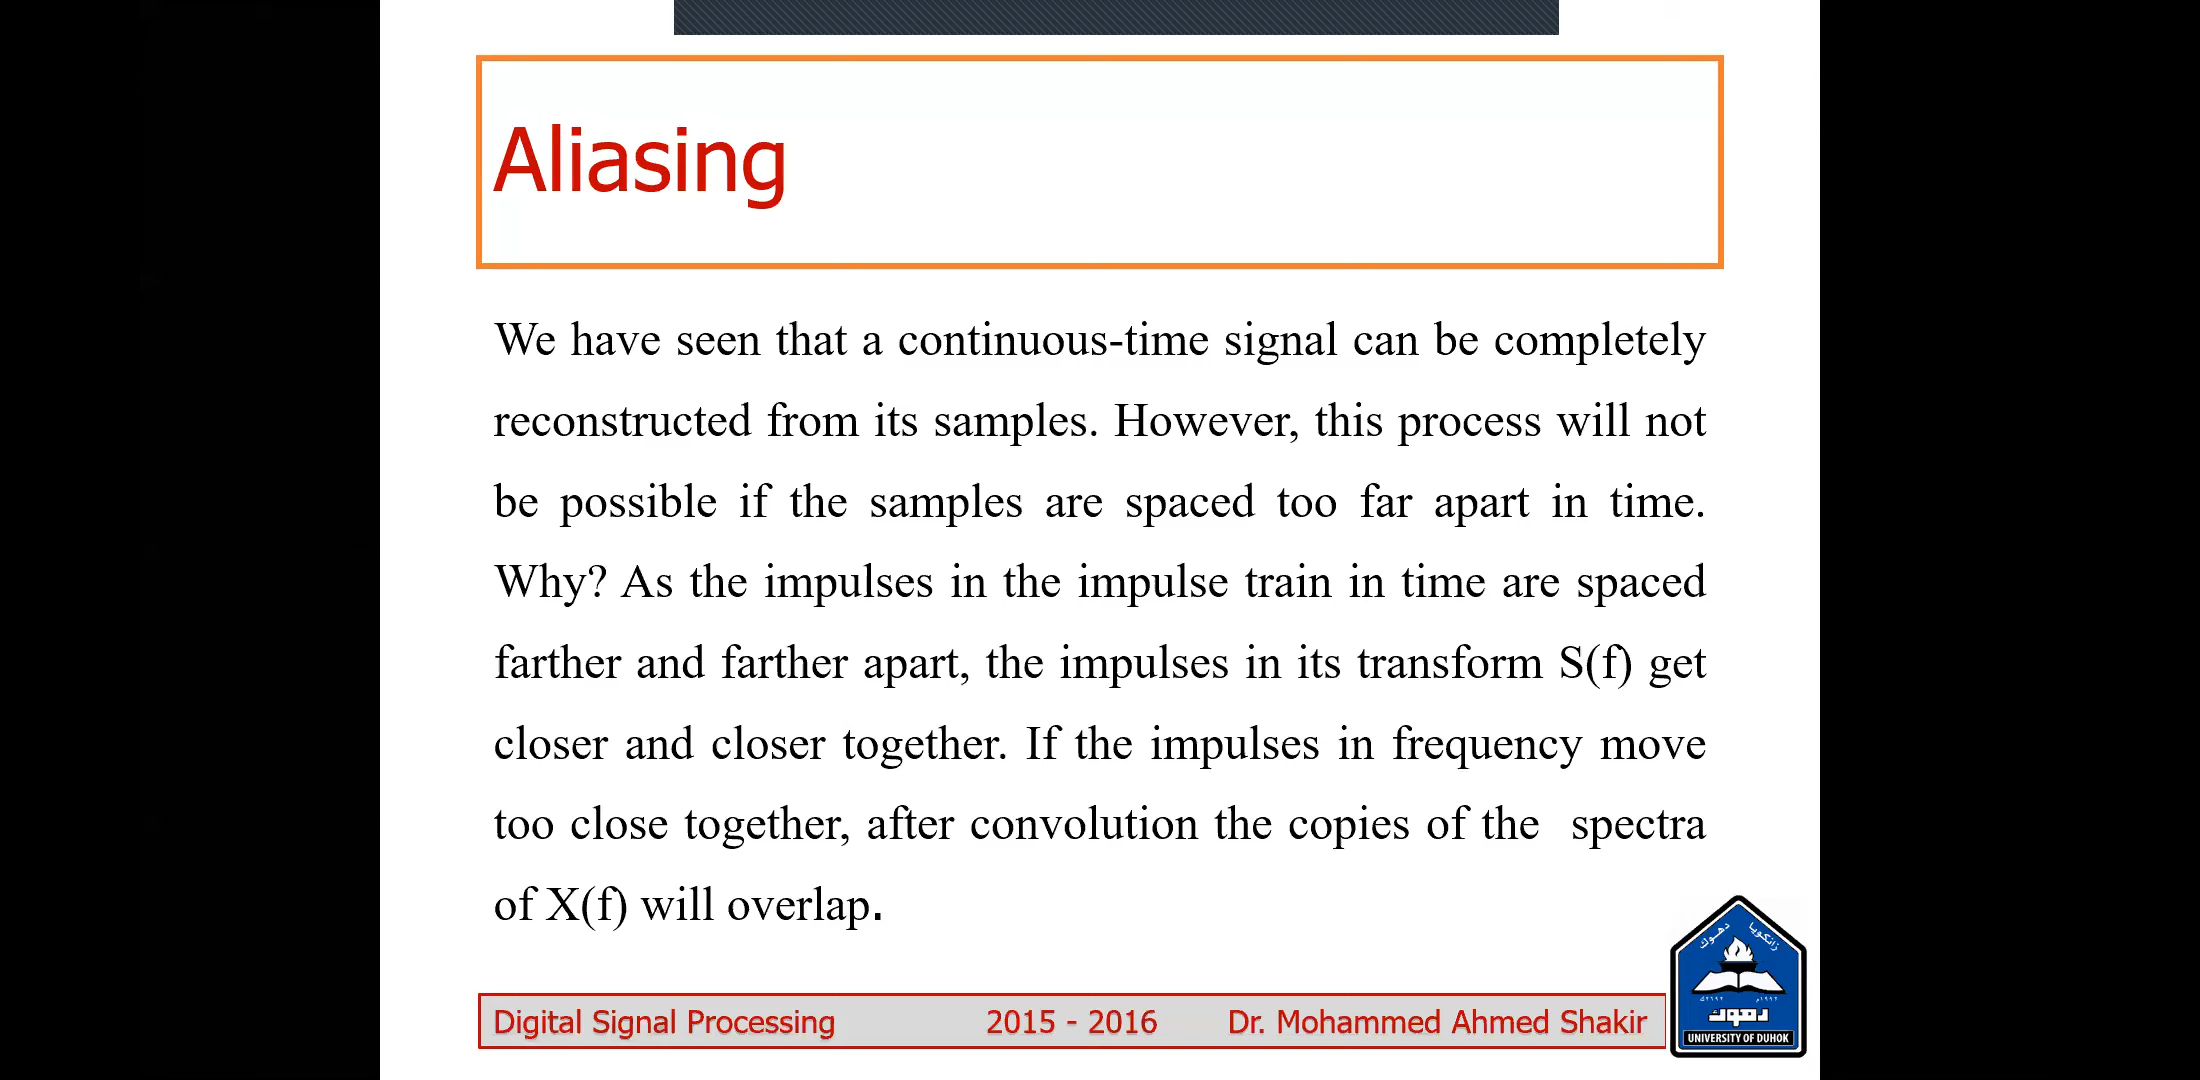 Aliasing
We have seen that a continuous-time signal can be completely
reconstructed from its samples. However, this process will not
be possible if the samples are spaced too far apart in time.
Why? As the impulses in the impulse train in time are spaced
farther and farther apart, the impulses in its transform S(f) get
closer and closer together. If the impulses in frequency move
too close together, after convolution the copies of the spectra
of X(f) will overlap.
Digital Signal Processing 2015 - 2016 Dr. Mohammed Ahmed Shakir
زانكويا دهوك
دهوك
UNIVERSITY OF DUHOK